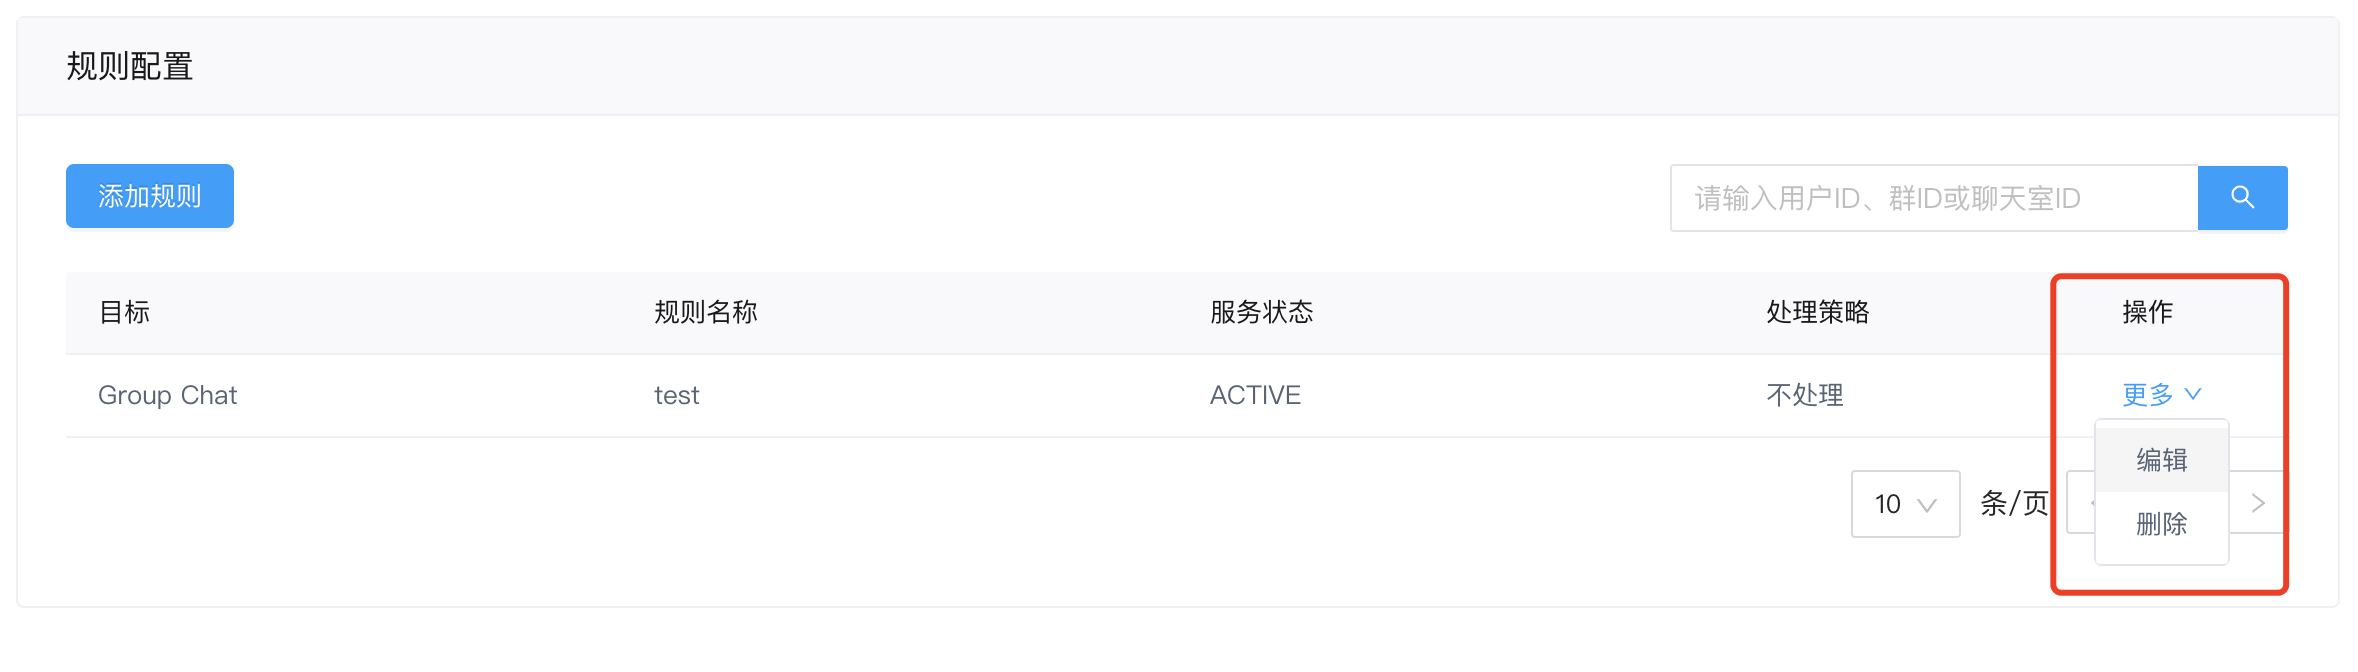 规则配置
添加规则
请输入用户ID、群ID或聊天室ID
目标 规则名称 服务状态 处理策略 操作
Group Chat test ACTIVE 不处理 更多
编辑
10 条/页
删除